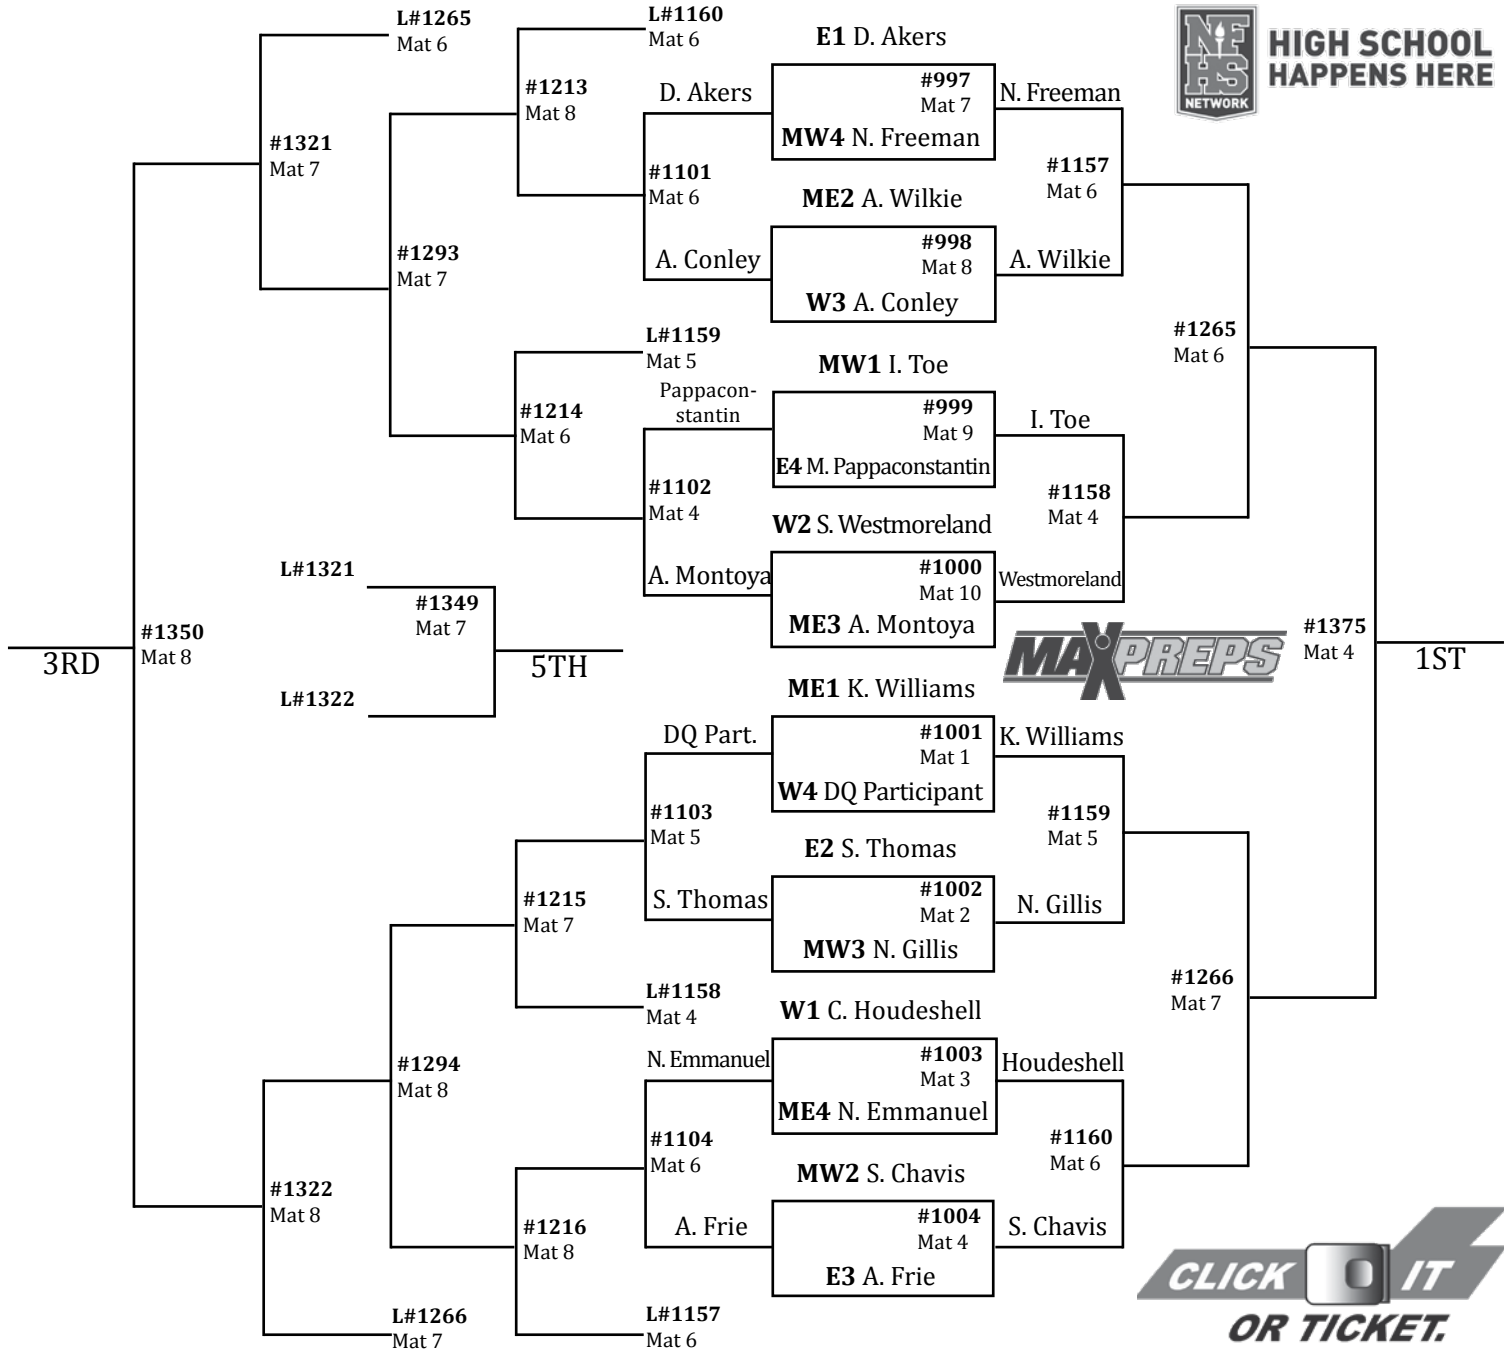 L#1265
Mat 6
L#1160
Mat 6
E1 D. Akers
NF
HS
NETWORK
HIGH SCHOOL
HAPPENS HERE
#1213
Mat 8
D. Akers
#997
Mat 7
N. Freeman
MW4 N. Freeman
#1321
Mat 7
#1101
Mat 6
#1157
Mat 6
ME2 A. Wilkie
#1293
Mat 7
A. Conley
#998
Mat 8
A. Wilkie
W3 A. Conley
L#1159
Mat 5
#1265
Mat 6
MW1 I. Toe
Pappacon-
stantin
#1214
Mat 6
#999
Mat 9
I. Toe
E4 M. Pappaconstantin
#1102
Mat 4
#1158
Mat 4
W2 S. Westmoreland
L#1321
A. Montoya
#1000
Mat 10
Westmoreland
#1349
Mat 7
ME3 A. Montoya
#1350
Mat 8
3RD
5TH
MAXPREPS
#1375
Mat 4
1ST
L#1322
ME1 K. Williams
DQ Part.
#1001
Mat 1
K. Williams
W4 DQ Participant
#1103
Mat 5
#1159
Mat 5
E2 S. Thomas
#1215
Mat 7
S. Thomas
#1002
Mat 2
N. Gillis
MW3 N. Gillis
L#1158
Mat 4
#1266
Mat 7
W1 C. Houdeshell
#1294
Mat 8
N. Emmanuel
#1003
Mat 3
Houdeshell
ME4 N. Emmanuel
#1104
Mat 6
#1160
Mat 6
MW2 S. Chavis
#1322
Mat 8
#1216
Mat 8
A. Frie
#1004
Mat 4
S. Chavis
E3 A. Frie
L#1266
Mat 7
L#1157
Mat 6
CLICK IT
OR TICKET.